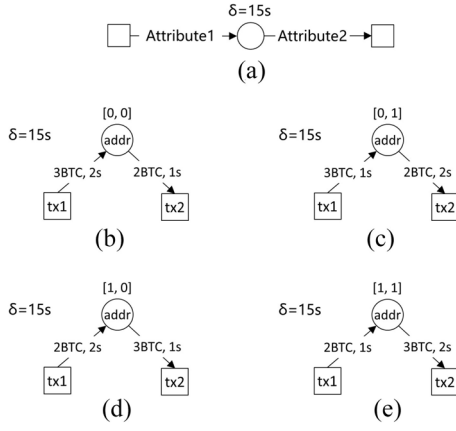 δ=15s
Attribute1 Attribute2
(a)
[0, 0] [0, 1]
δ=15s addr δ=15s addr
3BTC, 2s 2BTC, 1s 3BTC, 1s 2BTC, 2s
tx1 tx2 tx1 tx2
(b) (c)
[1, 0] [1, 1]
δ=15s addr δ=15s addr
2BTC, 2s 3BTC, 1s 2BTC, 1s 3BTC, 2s
tx1 tx2 tx1 tx2
(d) (e)